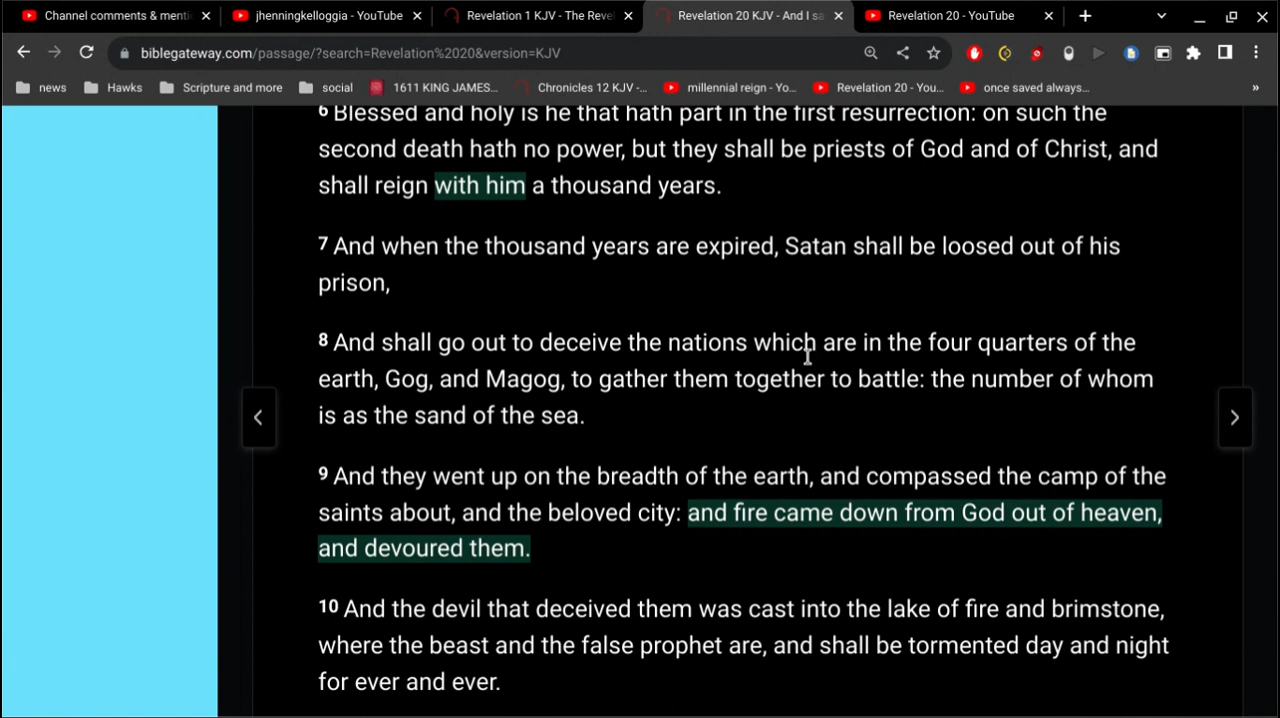 Channel comments & menti
jhenningkelloggia - YouTube
Revelation 1 KJV - The Revel
Revelation 20 KJV - And I sa
Revelation 20 - YouTube
biblegateway.com/passage/?search=Revelation%2020&version=KJV
news
Hawks
Scripture and more
social
1611 KING JAMES...
Chronicles 12 KJV -...
millennial reign - Yo...
Revelation 20 - You...
once saved always...
»
6 Blessed and holy is he that hath part in the first resurrection: on such the
second death hath no power, but they shall be priests of God and of Christ, and
shall reign with him a thousand years.
7 And when the thousand years are expired, Satan shall be loosed out of his
prison,
8 And shall go out to deceive the nations which are in the four quarters of the
earth, Gog, and Magog, to gather them together to battle: the number of whom
is as the sand of the sea.
9 And they went up on the breadth of the earth, and compassed the camp of the
saints about, and the beloved city: and fire came down from God out of heaven,
and devoured them.
10 And the devil that deceived them was cast into the lake of fire and brimstone,
where the beast and the false prophet are, and shall be tormented day and night
for ever and ever.